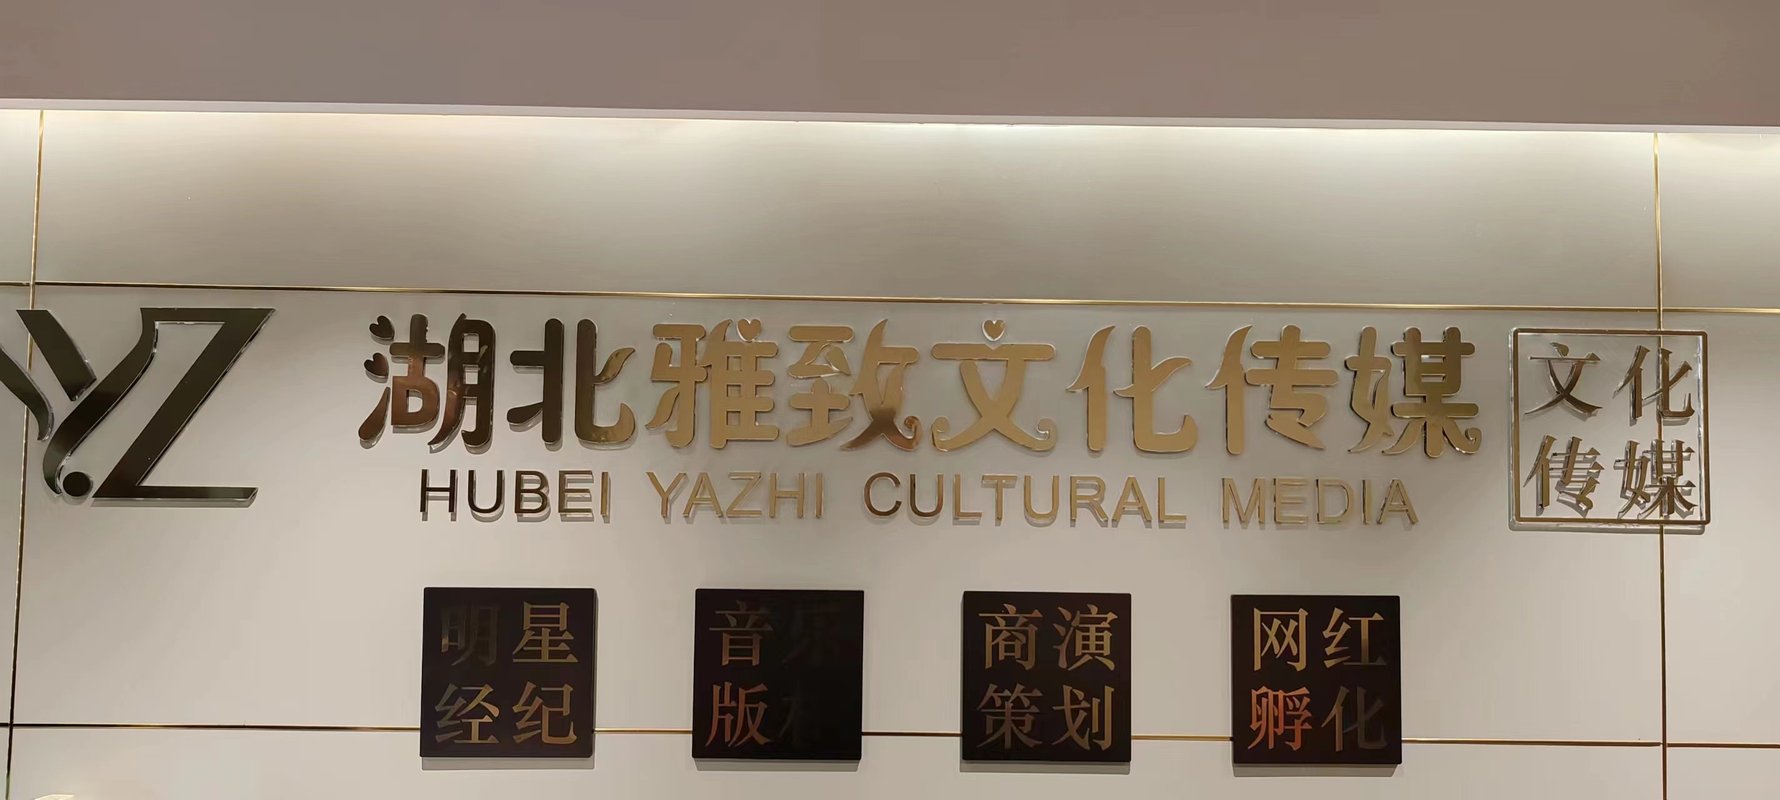 YZ
湖北雅致文化传媒
HUBEI YAZHI CULTURAL MEDIA
文化
传媒
明星
经纪
音乐
版权
商演
策划
网红
孵化